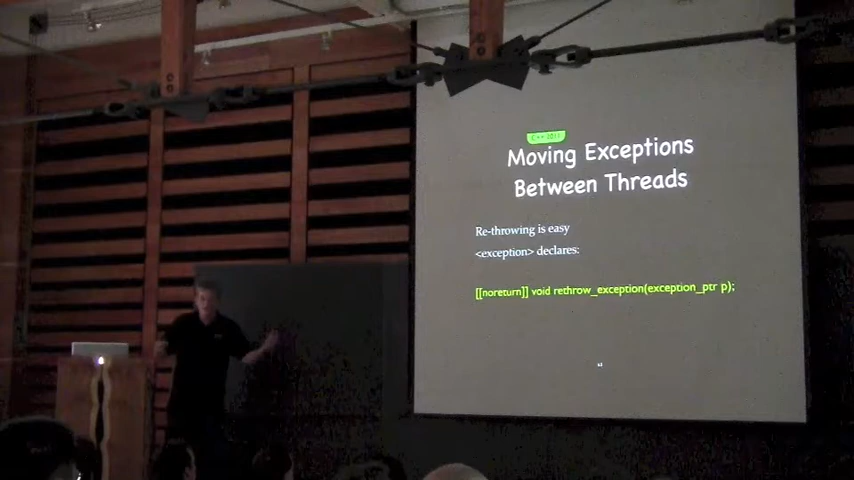 C++ 2011
Moving Exceptions
Between Threads
Re-throwing is easy
<exception> declares:
[[noreturn]] void rethrow_exception(exception_ptr p);